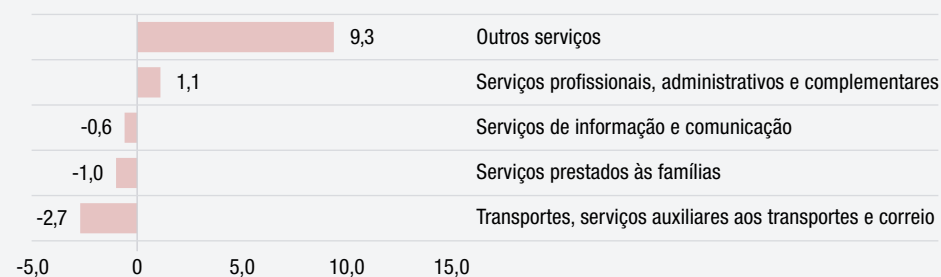 9,3 Outros serviços
1,1 Serviços profissionais, administrativos e complementares
-0,6 Serviços de informação e comunicação
-1,0 Serviços prestados às famílias
-2,7 Transportes, serviços auxiliares aos transportes e correio
-5,0 0 5,0 10,0 15,0